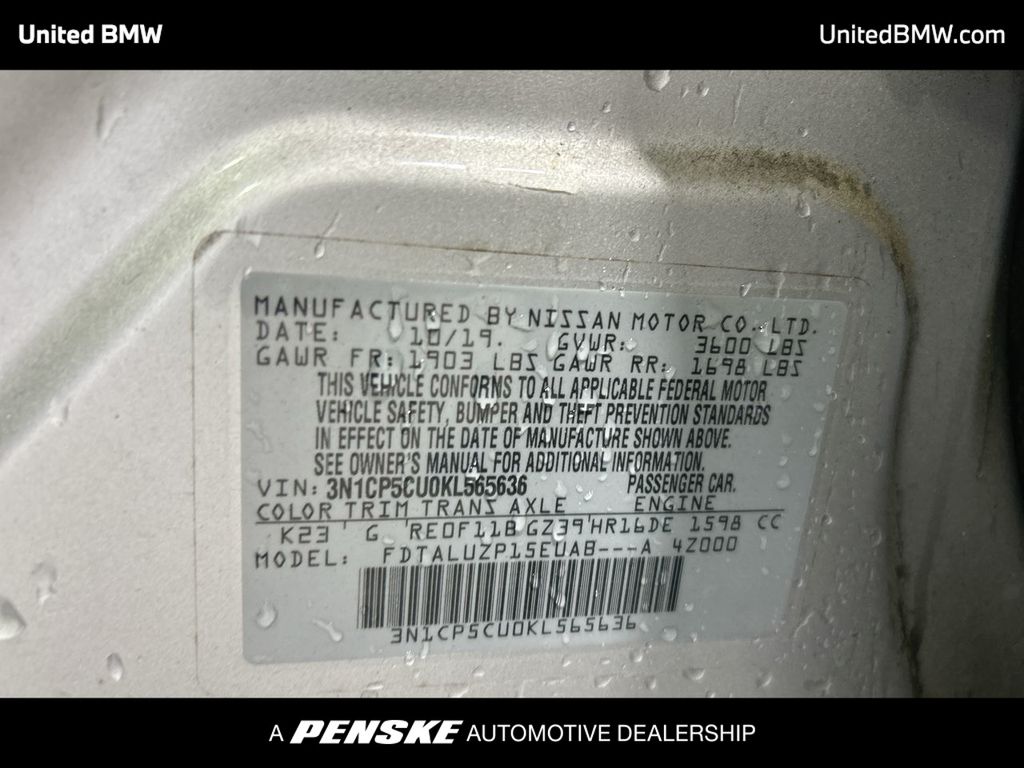 United BMW
UnitedBMW.com
MANUFACTURED BY NISSAN MOTOR CO., LTD.
DATE: 10/19. GVWR: 3600 LBS
GAWR FR: 1903 LBS GAWR RR: 1698 LBS
THIS VEHICLE CONFORMS TO ALL APPLICABLE FEDERAL MOTOR
VEHICLE SAFETY, BUMPER AND THEFT PREVENTION STANDARDS
IN EFFECT ON THE DATE OF MANUFACTURE SHOWN ABOVE.
SEE OWNER'S MANUAL FOR ADDITIONAL INFORMATION.
VIN: 3N1CP5CU0KL565636 PASSENGER CAR.
COLOR TRIM TRANS AXLE ENGINE
K23 G RE0F11B GZ39 HR16DE 1598 CC
MODEL: FDTALUZP15EUAB---A 4Z000
3N1CP5CU0KL565636
A PENSKE AUTOMOTIVE DEALERSHIP